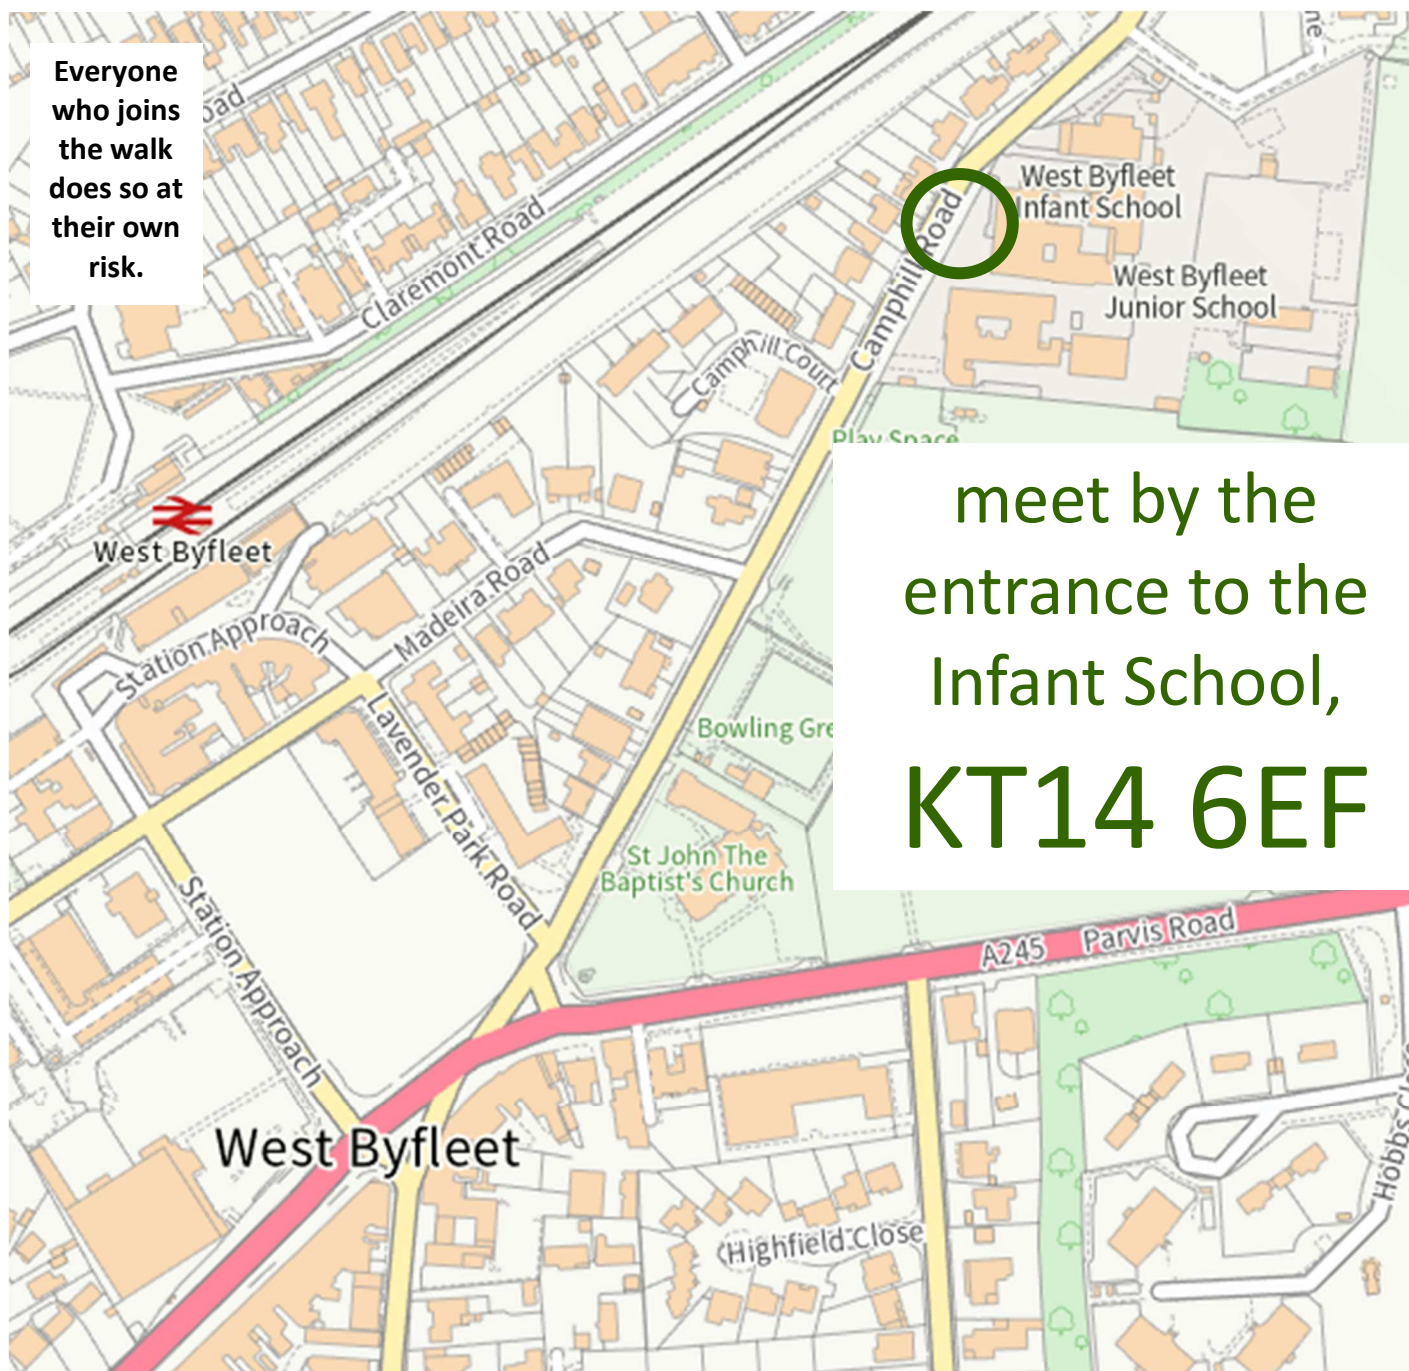 Everyone
who joins
the walk
does so at
their own
risk.
oad
Claremont Road
West Byfleet
Infant School
West Byfleet
Junior School
Camphill Road
Camphill Court
Play Space
meet by the
entrance to the
Infant School,
KT14 6EF
West Byfleet
Station Approach
Madeira Road
Lavender Park Road
Bowling Gre
St John The
Baptist's Church
Station Approach
A245 Parvis Road
West Byfleet
Highfield Close
Hobbs Close